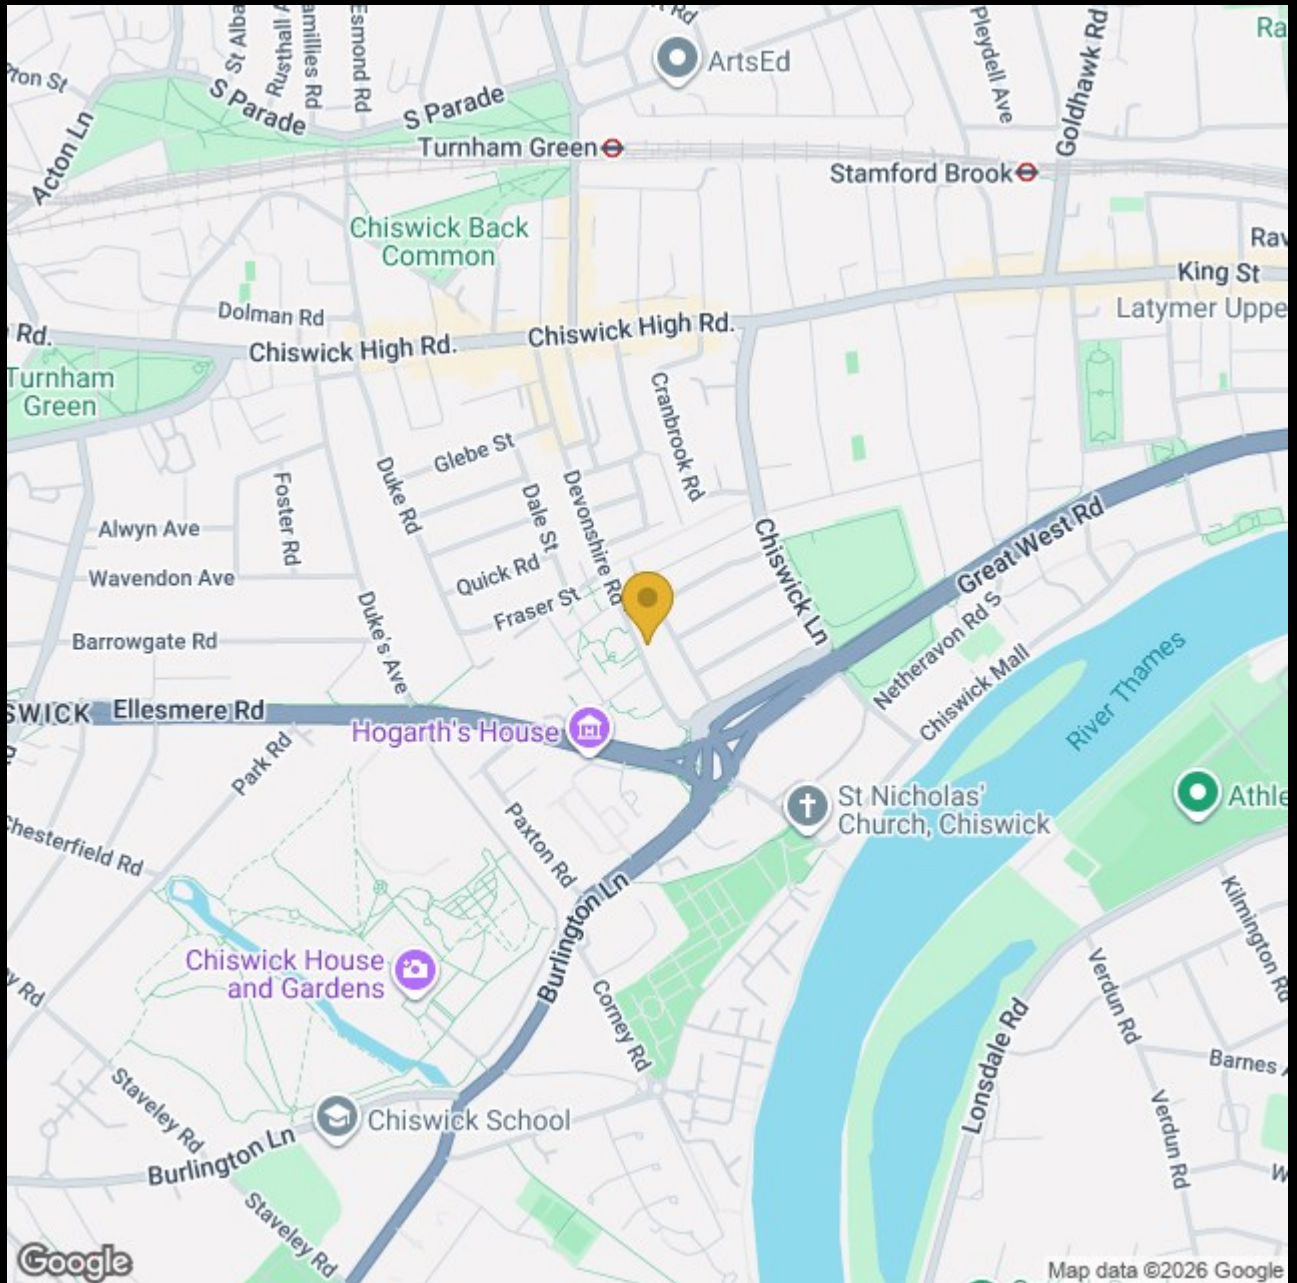 ArtsEd
Pleydell Ave
Goldhawk Rd
Ra
St Alba
Rusthall A
amillies Rd
Esmond Rd
S Parade
S Parade
Acton Ln
Turnham Green
Stamford Brook
Chiswick Back
Common
Rav
King St
Latymer Uppe
Dolman Rd
Rd.
Chiswick High Rd.
Chiswick High Rd.
Turnham
Green
Cranbrook Rd
Glebe St
Duke Rd
Devonshire Rd
Dale St
Foster Rd
Alwyn Ave
Wavendon Ave
Quick Rd
Fraser St
Chiswick Ln
Great West Rd
Barrowgate Rd
Duke's Ave
Netheravon Rd S
Chiswick Mall
River Thames
SWICK
Ellesmere Rd
Hogarth's House
Park Rd
St Nicholas'
Church, Chiswick
Athle
Chesterfield Rd
Paxton Rd
Burlington Ln
Kilmington Rd
Chiswick House
and Gardens
Corney Rd
Verdun Rd
Lonsdale Rd
Barnes A
Verdun Rd
Staveley Rd
Chiswick School
Burlington Ln
Staveley Rd
Google
Map data ©2026 Google